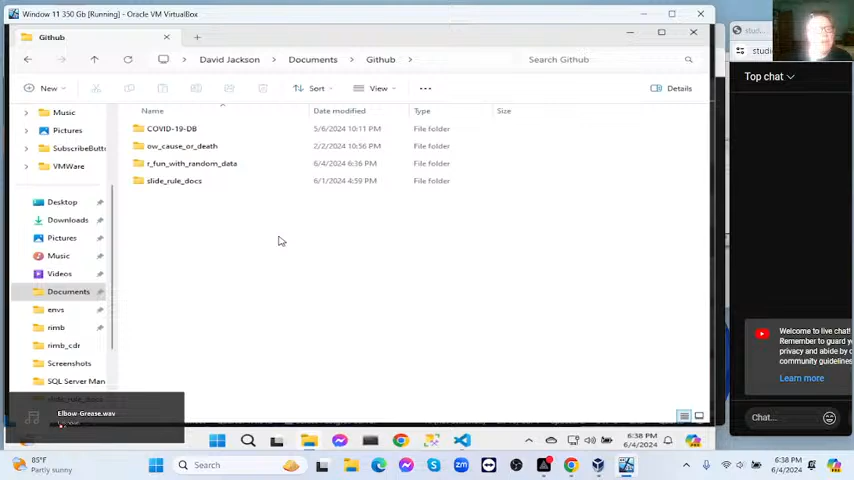 Window 11 350 Gb [Running] - Oracle VM VirtualBox
Github
David Jackson > Documents > Github >
Search Github
New
Sort
View
Details
Name
Date modified
Type
Size
Music
Pictures
SubscribeButt
VMWare
Desktop
Downloads
Pictures
Music
Videos
Documents
envs
rimb
rimb_cdr
Screenshots
SQL Server Man
slide_rule_docs
COVID-19-DB 5/6/2024 10:11 PM File folder
ow_cause_or_death 2/2/2022 10:56 PM File folder
r_fun_with_random_data 6/4/2024 6:36 PM File folder
slide_rule_docs 6/1/2024 4:59 PM File folder
Elbow-Grease.wav
6:38 PM
6/4/2024
stud
studi
Top chat
Welcome to live chat!
Remember to guard yo
privacy and abide by o
community guidelines
Learn more
Chat...
85°F
Partly sunny
Search
6:38 PM
6/4/2024